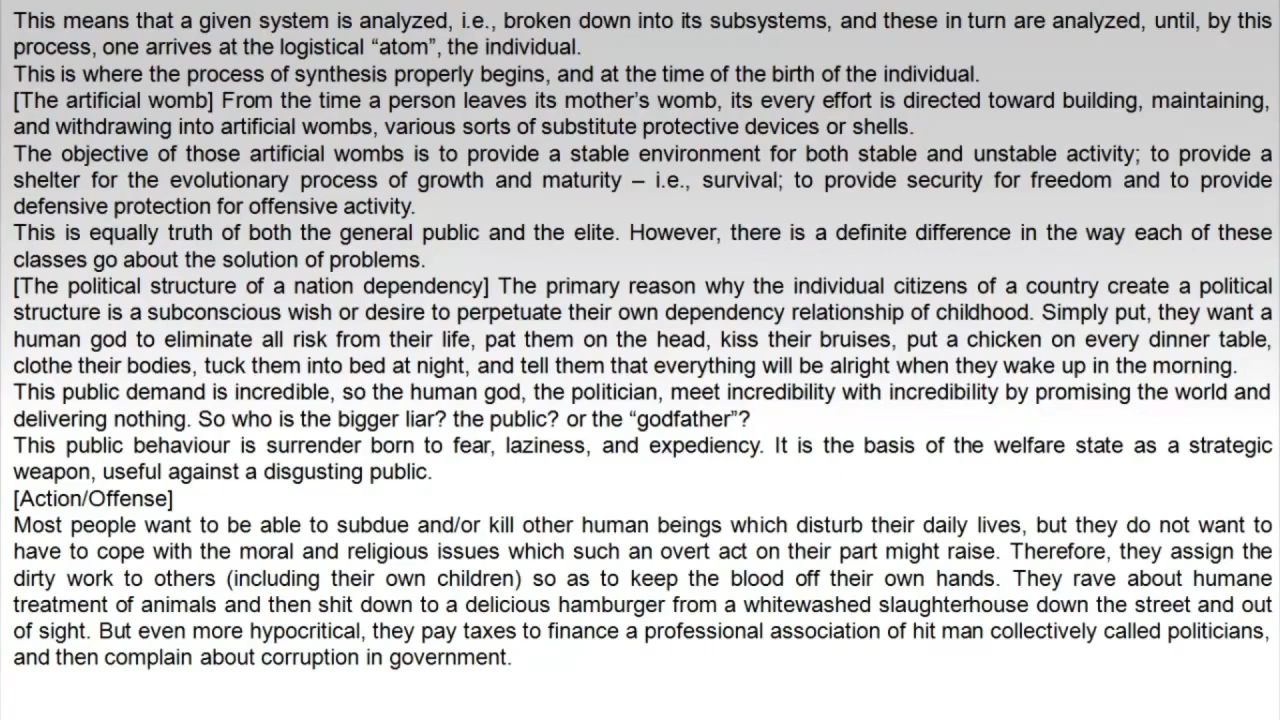 This means that a given system is analyzed, i.e., broken down into its subsystems, and these in turn are analyzed, until, by this
process, one arrives at the logistical “atom”, the individual.
This is where the process of synthesis properly begins, and at the time of the birth of the individual.
[The artificial womb] From the time a person leaves its mother’s womb, its every effort is directed toward building, maintaining,
and withdrawing into artificial wombs, various sorts of substitute protective devices or shells.
The objective of those artificial wombs is to provide a stable environment for both stable and unstable activity; to provide a
shelter for the evolutionary process of growth and maturity – i.e., survival; to provide security for freedom and to provide
defensive protection for offensive activity.
This is equally truth of both the general public and the elite. However, there is a definite difference in the way each of these
classes go about the solution of problems.
[The political structure of a nation dependency] The primary reason why the individual citizens of a country create a political
structure is a subconscious wish or desire to perpetuate their own dependency relationship of childhood. Simply put, they want a
human god to eliminate all risk from their life, pat them on the head, kiss their bruises, put a chicken on every dinner table,
clothe their bodies, tuck them into bed at night, and tell them that everything will be alright when they wake up in the morning.
This public demand is incredible, so the human god, the politician, meet incredibility with incredibility by promising the world and
delivering nothing. So who is the bigger liar? the public? or the “godfather”?
This public behaviour is surrender born to fear, laziness, and expediency. It is the basis of the welfare state as a strategic
weapon, useful against a disgusting public.
[Action/Offense]
Most people want to be able to subdue and/or kill other human beings which disturb their daily lives, but they do not want to
have to cope with the moral and religious issues which such an overt act on their part might raise. Therefore, they assign the
dirty work to others (including their own children) so as to keep the blood off their own hands. They rave about humane
treatment of animals and then shit down to a delicious hamburger from a whitewashed slaughterhouse down the street and out
of sight. But even more hypocritical, they pay taxes to finance a professional association of hit man collectively called politicians,
and then complain about corruption in government.